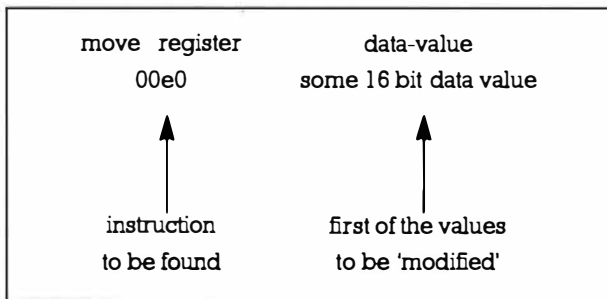 move register data-value
00e0 some 16 bit data value
instruction first of the values
to be found to be 'modified'